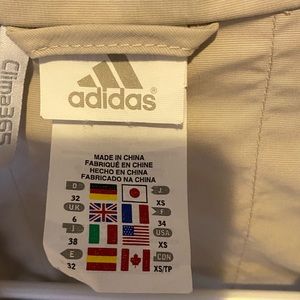 Clima365
adidas
MADE IN CHINA
FABRIQUÉ EN CHINE
HECHO EN CHINA
FABRICADO NA CHINA
D J
32 XS
UK F
6 34
I USA
38 XS
E CDN
32 XS/TP